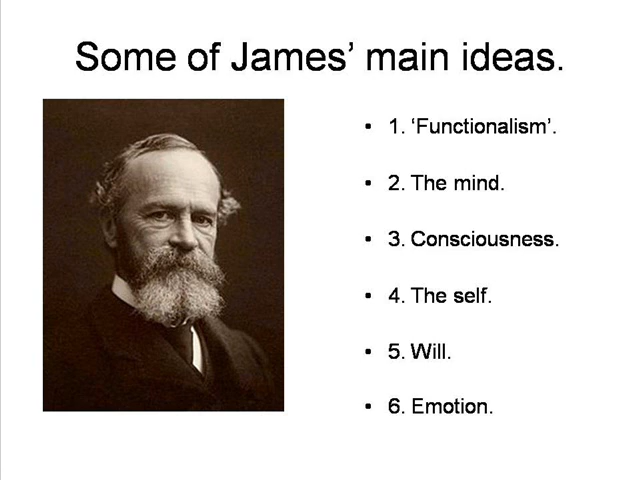 Some of James’ main ideas.
• 1. ‘Functionalism’.
• 2. The mind.
• 3. Consciousness.
• 4. The self.
• 5. Will.
• 6. Emotion.